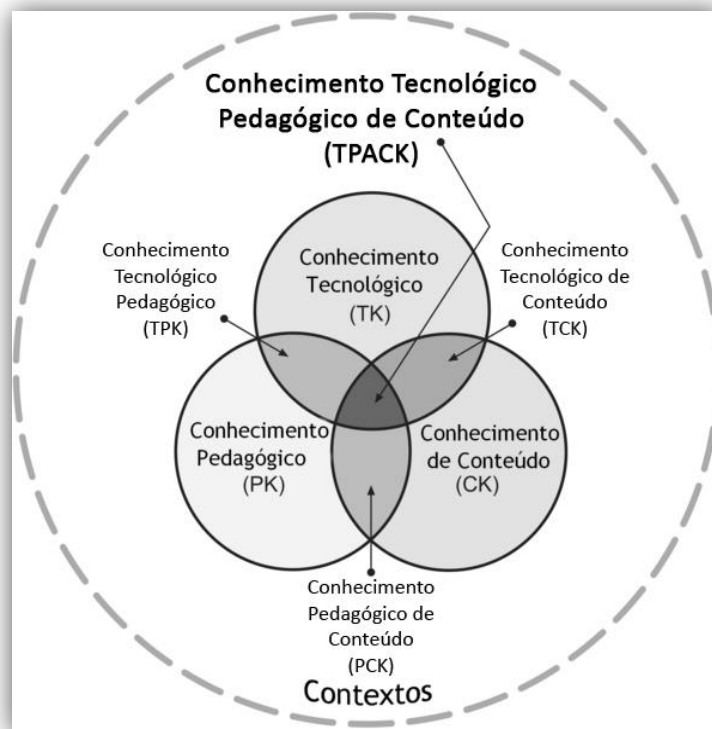 Conhecimento Tecnológico
Pedagógico de Conteúdo
(TPACK)
Conhecimento
Tecnológico
Pedagógico
(TPK)
Conhecimento
Tecnológico
(TK)
Conhecimento
Tecnológico de
Conteúdo
(TCK)
Conhecimento
Pedagógico
(PK)
Conhecimento
de Conteúdo
(CK)
Conhecimento
Pedagógico de
Conteúdo
(PCK)
Contextos